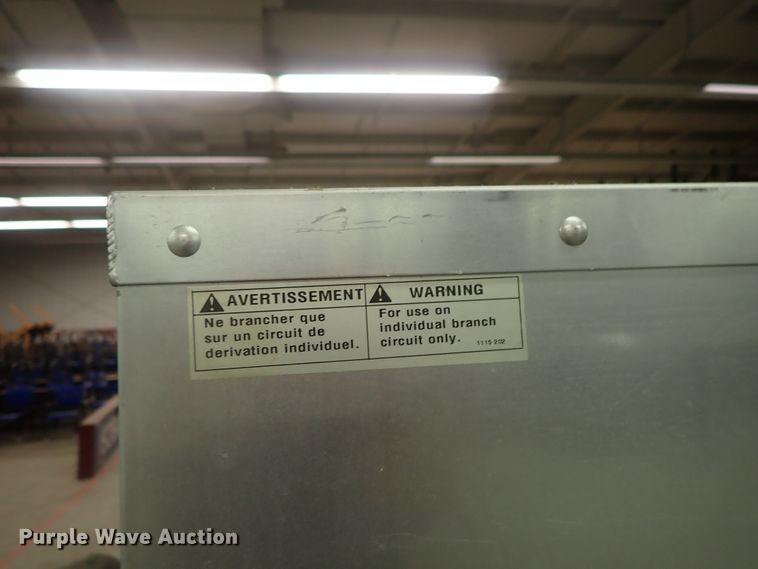 AVERTISSEMENT
Ne brancher que
sur un circuit de
derivation individuel.
WARNING
For use on
individual branch
circuit only.
1115 202
Purple Wave Auction